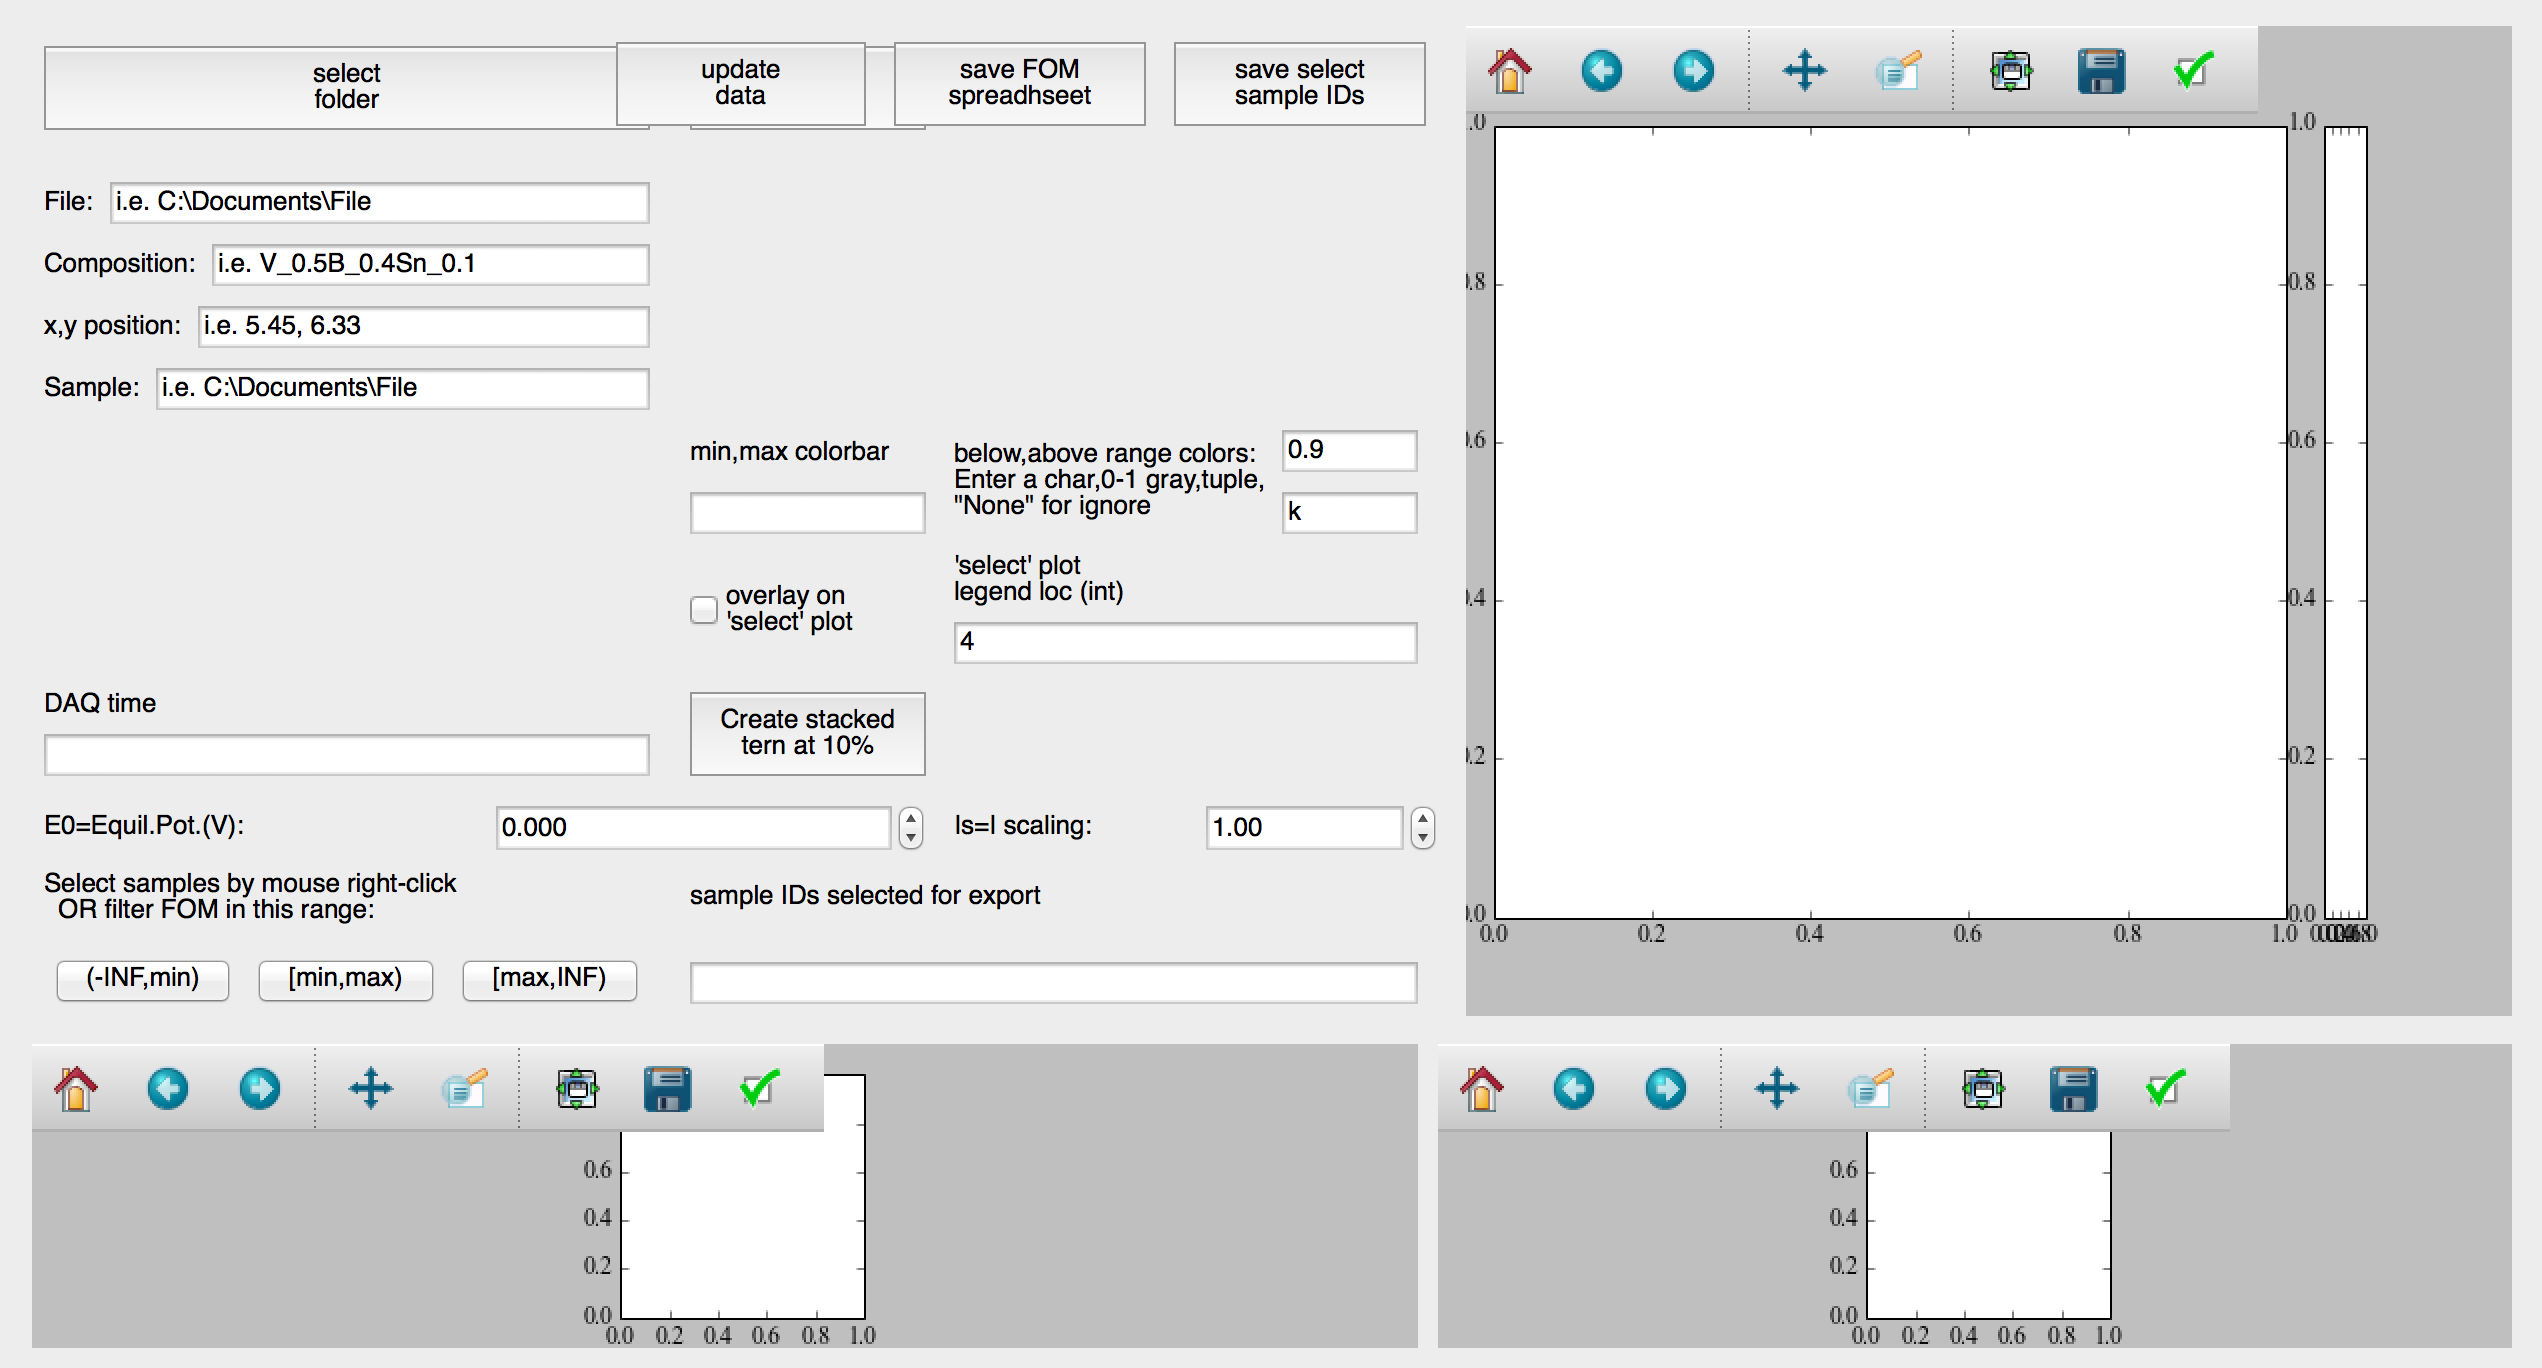 select
folder
update
data
save FOM
spreadhseet
save select
sample IDs
File:
i.e. C:\Documents\File
Composition:
i.e. V_0.5B_0.4Sn_0.1
x,y position:
i.e. 5.45, 6.33
Sample:
i.e. C:\Documents\File
min,max colorbar
below,above range colors:
Enter a char,0-1 gray,tuple,
"None" for ignore
0.9
k
overlay on
'select' plot
'select' plot
legend loc (int)
4
DAQ time
Create stacked
tern at 10%
E0=Equil.Pot.(V):
0.000
Is=I scaling:
1.00
Select samples by mouse right-click
OR filter FOM in this range:
sample IDs selected for export
(-INF,min)
[min,max)
[max,INF)
.0
1.0
.8
0.8
.6
0.6
.4
0.4
.2
0.2
.0
0.0
0.0 0.2 0.4 0.6 0.8 1.0
0.6
0.4
0.2
0.0
0.0 0.2 0.4 0.6 0.8 1.0
0.6
0.4
0.2
0.0
0.0 0.2 0.4 0.6 0.8 1.0